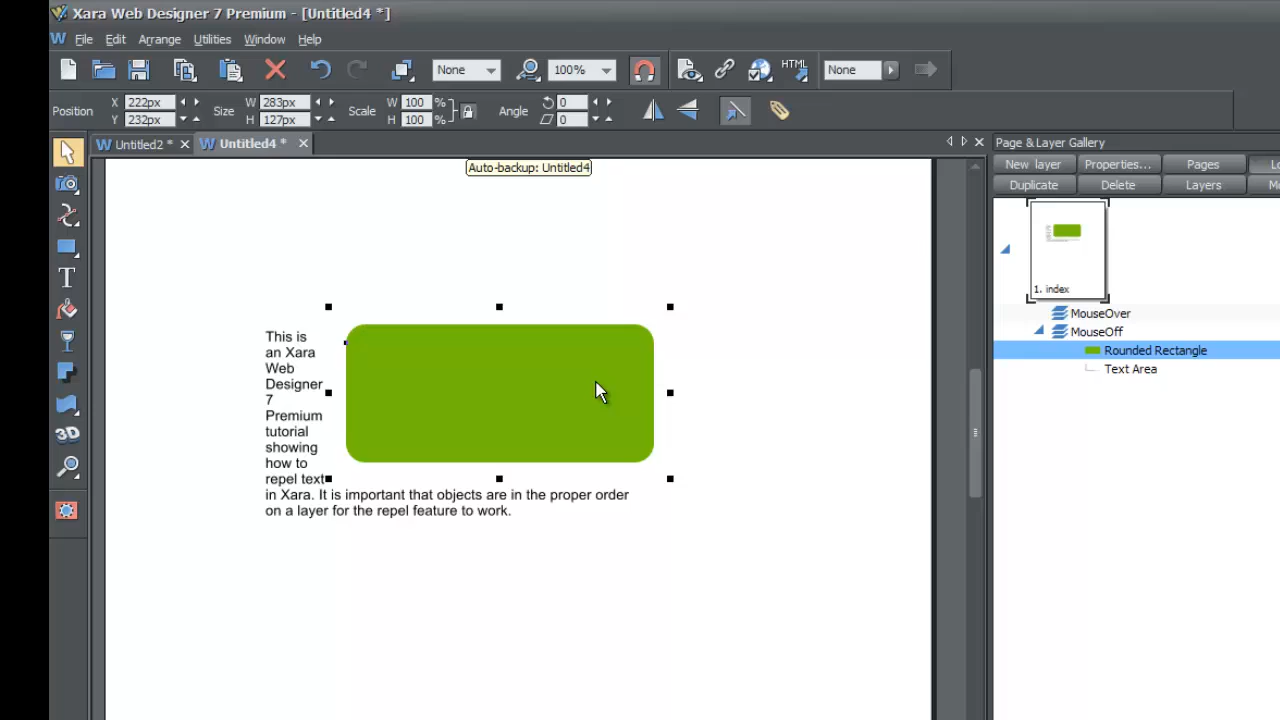 Xara Web Designer 7 Premium - [Untitled4 *]
File Edit Arrange Utilities Window Help
None 100% HTML None
Position X 222px Size W 283px Scale W 100 % Angle 0
Y 232px H 127px H 100 % 0
Untitled2 * Untitled4 * Page & Layer Gallery
Auto-backup: Untitled4
New layer Properties... Pages
Duplicate Delete Layers
1. index
MouseOver
MouseOff
Rounded Rectangle
Text Area
This is
an Xara
Web
Designer
7
Premium
tutorial
showing
how to
repel text
in Xara. It is important that objects are in the proper order
on a layer for the repel feature to work.
T
3D